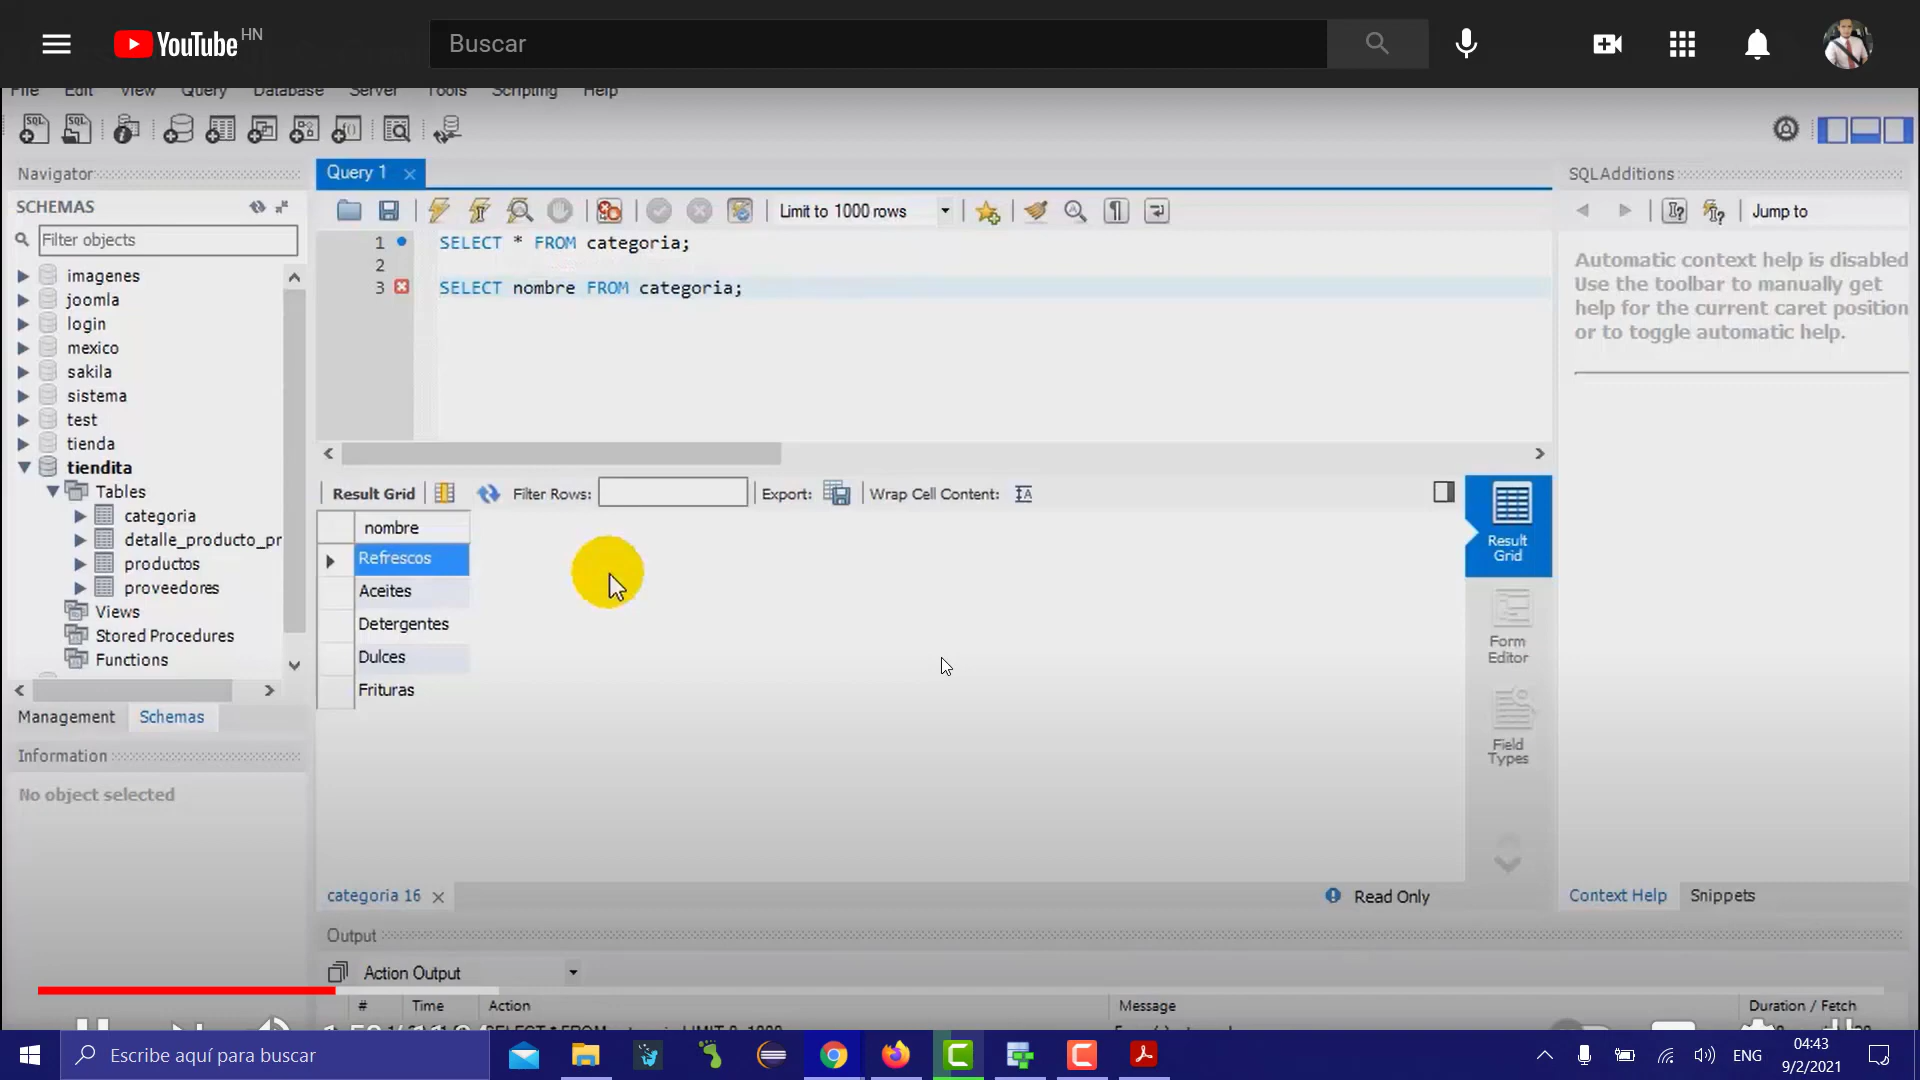 YouTube HN
Buscar
File Edit View Query Database Server Tools Scripting Help
Navigator
Query 1
SQLAdditions
SCHEMAS
Limit to 1000 rows
Jump to
Filter objects
imagenes
joomla
login
mexico
sakila
sistema
test
tienda
tiendita
Tables
categoria
detalle_producto_pr
productos
proveedores
Views
Stored Procedures
Functions
Management Schemas
Information
No object selected
1 SELECT * FROM categoria;
2
3 SELECT nombre FROM categoria;
Result Grid Filter Rows: Export: Wrap Cell Content:
nombre
Refrescos
Aceites
Detergentes
Dulces
Frituras
Result
Grid
Form
Editor
Field
Types
Automatic context help is disabled
Use the toolbar to manually get
help for the current caret position
or to toggle automatic help.
categoria 16
Read Only
Context Help Snippets
Output
Action Output
# Time Action Message Duration / Fetch
Escribe aquí para buscar
ENG
04:43
9/2/2021